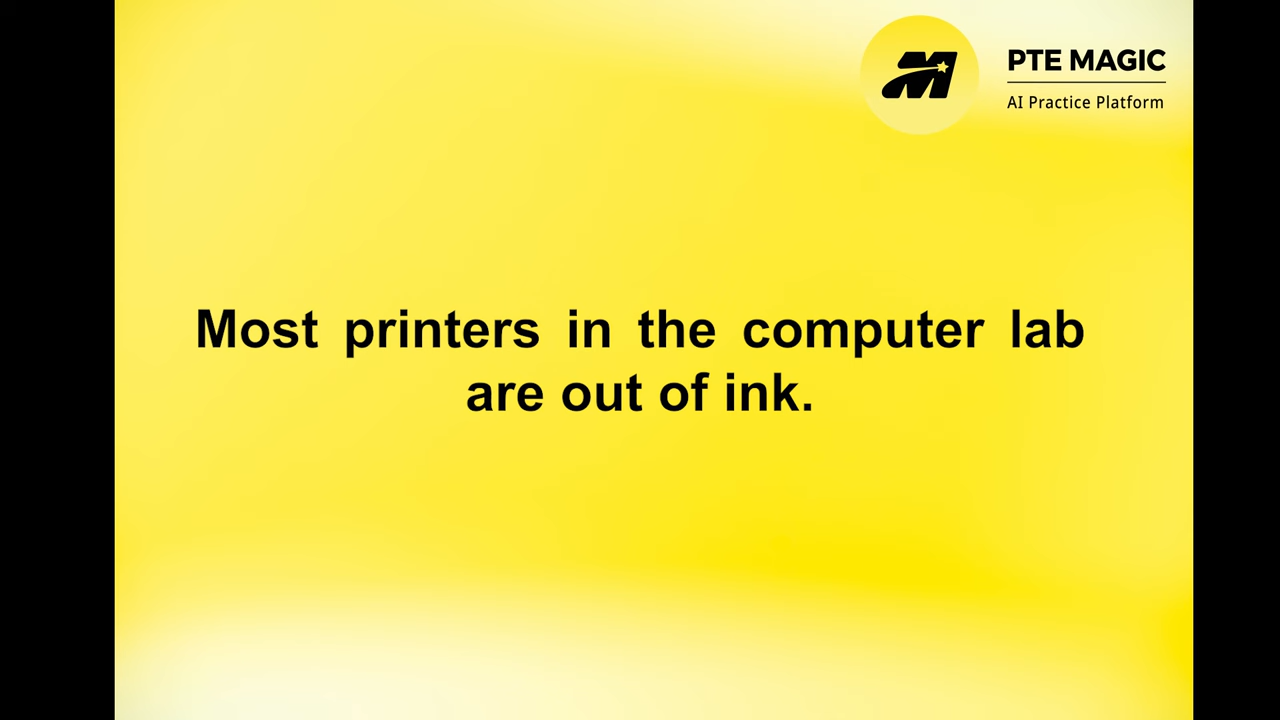 PTE MAGIC
AI Practice Platform
Most printers in the computer lab
are out of ink.